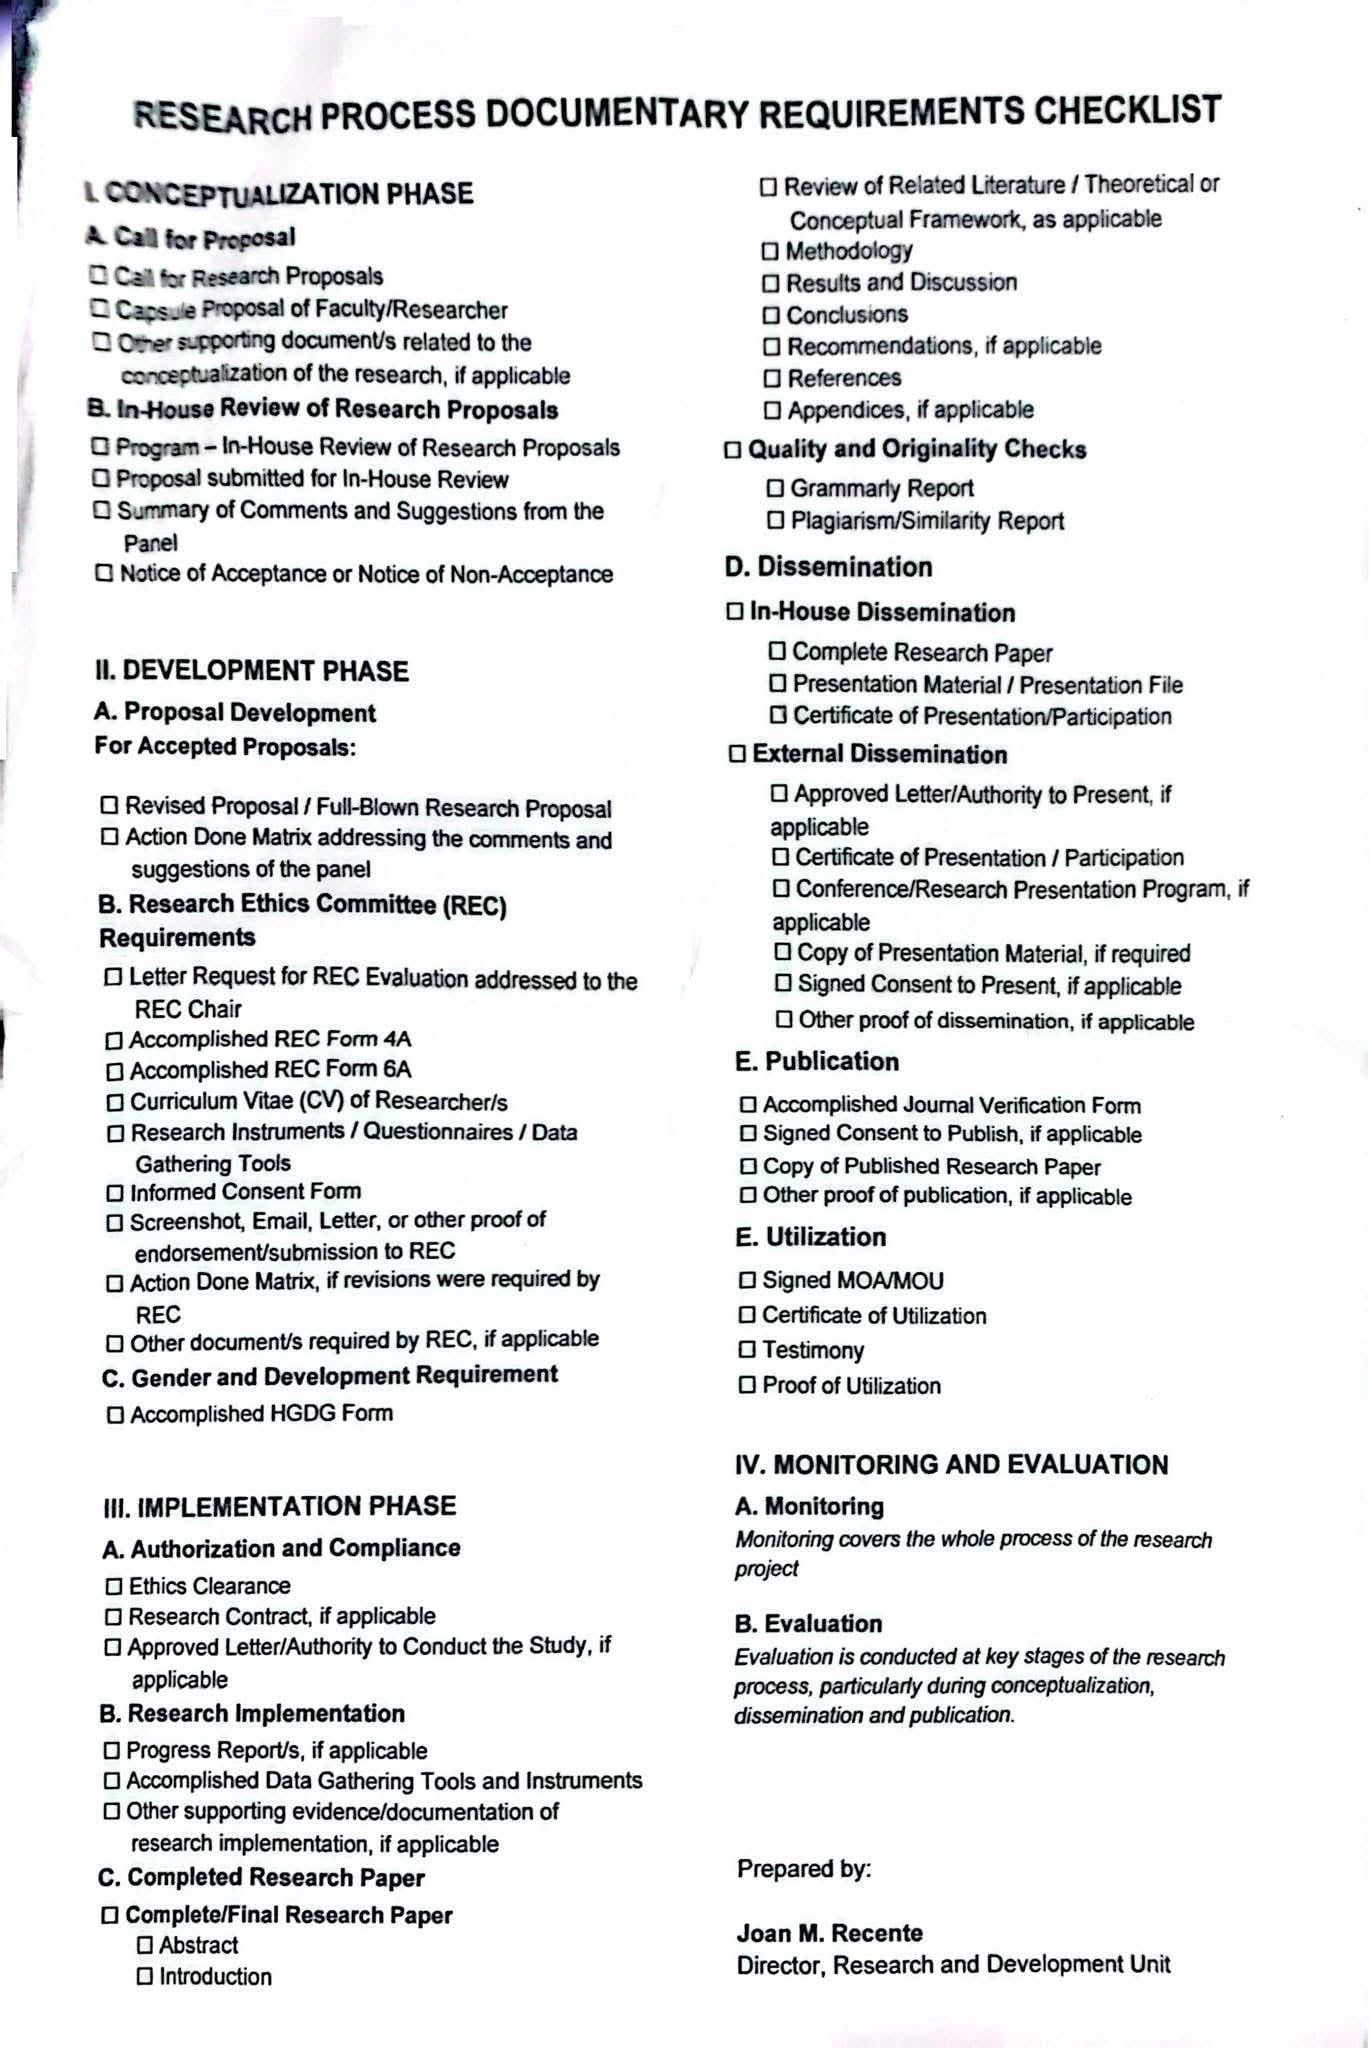 RESEARCH PROCESS DOCUMENTARY REQUIREMENTS CHECKLIST
I. CONCEPTUALIZATION PHASE
A. Call for Proposal
☐ Call for Research Proposals
☐ Capsule Proposal of Faculty/Researcher
☐ Other supporting document/s related to the
conceptualization of the research, if applicable
B. In-House Review of Research Proposals
☐ Program – In-House Review of Research Proposals
☐ Proposal submitted for In-House Review
☐ Summary of Comments and Suggestions from the
Panel
☐ Notice of Acceptance or Notice of Non-Acceptance
II. DEVELOPMENT PHASE
A. Proposal Development
For Accepted Proposals:
☐ Revised Proposal / Full-Blown Research Proposal
☐ Action Done Matrix addressing the comments and
suggestions of the panel
B. Research Ethics Committee (REC)
Requirements
☐ Letter Request for REC Evaluation addressed to the
REC Chair
☐ Accomplished REC Form 4A
☐ Accomplished REC Form 6A
☐ Curriculum Vitae (CV) of Researcher/s
☐ Research Instruments / Questionnaires / Data
Gathering Tools
☐ Informed Consent Form
☐ Screenshot, Email, Letter, or other proof of
endorsement/submission to REC
☐ Action Done Matrix, if revisions were required by
REC
☐ Other document/s required by REC, if applicable
C. Gender and Development Requirement
☐ Accomplished HGDG Form
III. IMPLEMENTATION PHASE
A. Authorization and Compliance
☐ Ethics Clearance
☐ Research Contract, if applicable
☐ Approved Letter/Authority to Conduct the Study, if
applicable
B. Research Implementation
☐ Progress Report/s, if applicable
☐ Accomplished Data Gathering Tools and Instruments
☐ Other supporting evidence/documentation of
research implementation, if applicable
C. Completed Research Paper
☐ Complete/Final Research Paper
☐ Abstract
☐ Introduction
☐ Review of Related Literature / Theoretical or
Conceptual Framework, as applicable
☐ Methodology
☐ Results and Discussion
☐ Conclusions
☐ Recommendations, if applicable
☐ References
☐ Appendices, if applicable
☐ Quality and Originality Checks
☐ Grammarly Report
☐ Plagiarism/Similarity Report
D. Dissemination
☐ In-House Dissemination
☐ Complete Research Paper
☐ Presentation Material / Presentation File
☐ Certificate of Presentation/Participation
☐ External Dissemination
☐ Approved Letter/Authority to Present, if
applicable
☐ Certificate of Presentation / Participation
☐ Conference/Research Presentation Program, if
applicable
☐ Copy of Presentation Material, if required
☐ Signed Consent to Present, if applicable
☐ Other proof of dissemination, if applicable
E. Publication
☐ Accomplished Journal Verification Form
☐ Signed Consent to Publish, if applicable
☐ Copy of Published Research Paper
☐ Other proof of publication, if applicable
E. Utilization
☐ Signed MOA/MOU
☐ Certificate of Utilization
☐ Testimony
☐ Proof of Utilization
IV. MONITORING AND EVALUATION
A. Monitoring
Monitoring covers the whole process of the research
project
B. Evaluation
Evaluation is conducted at key stages of the research
process, particularly during conceptualization,
dissemination and publication.
Prepared by:
Joan M. Recente
Director, Research and Development Unit